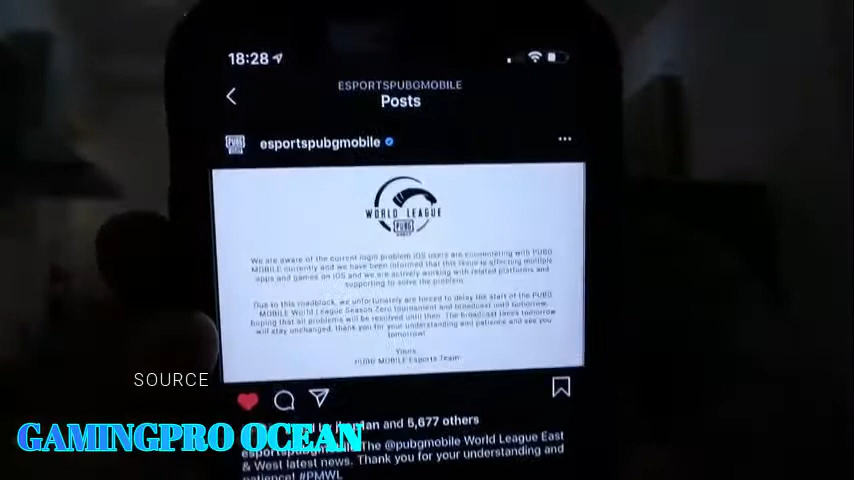 18:28
ESPORTSPUBGMOBILE
Posts
esportspubgmobile
WORLD LEAGUE
PUBG
MOBILE
We are aware of the current login problem iOS users are encountering with PUBG
MOBILE currently and we have been informed that this issue is affecting multiple
apps and games on iOS and we are actively working with related platforms and
supporting to solve the problem.
Due to this roadblock, we unfortunately are forced to delay the start of the PUBG
MOBILE World League Season Zero tournament and broadcast until tomorrow,
hoping that all problems will be resolved until then. The broadcast times tomorrow
will stay unchanged, thank you for your understanding and patience and see you
tomorrow!
Yours
PUBG MOBILE Esports Team
SOURCE
and 5,677 others
GAMINGPRO OCEAN
esportspubgmobile The @pubgmobile World League East
& West latest news. Thank you for your understanding and
patience! #PMWL